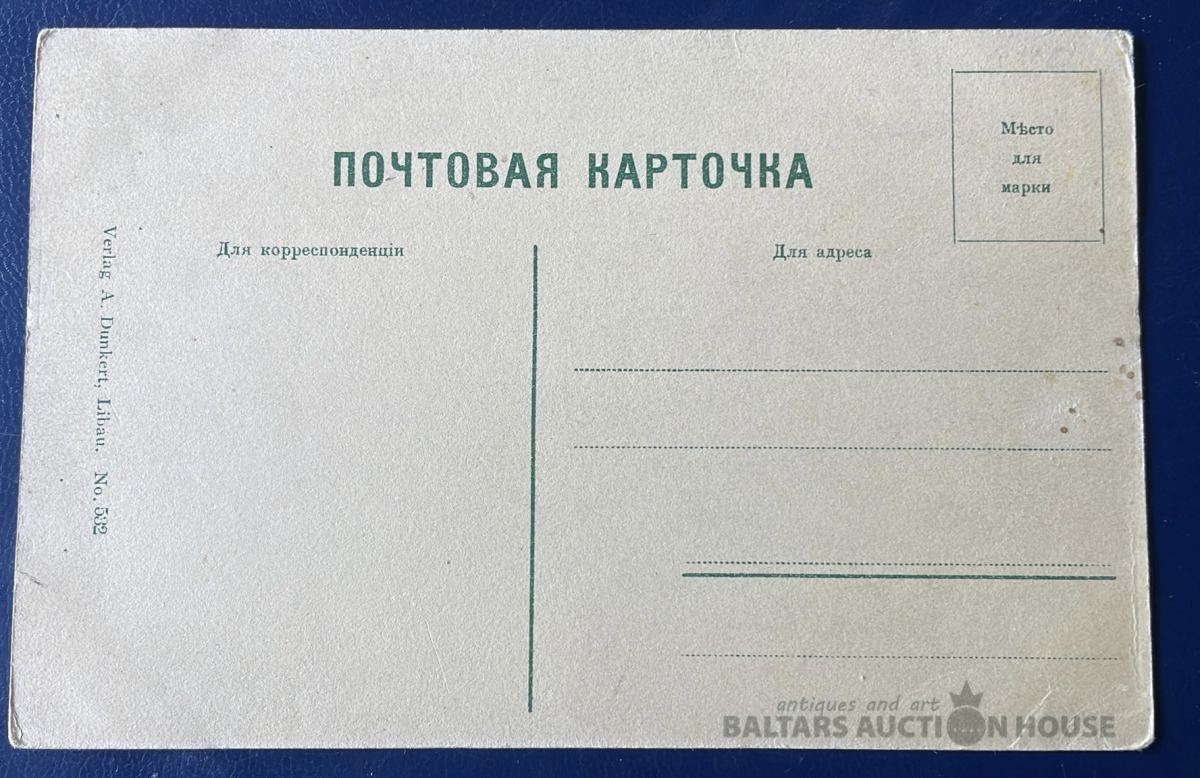 Мѣсто
для
марки
ПОЧТОВАЯ КАРТОЧКА
Для корреспонденціи
Для адреса
Verlag A. Dunkert, Libau. No. 532
antiques and art
BALTARS AUCTION HOUSE